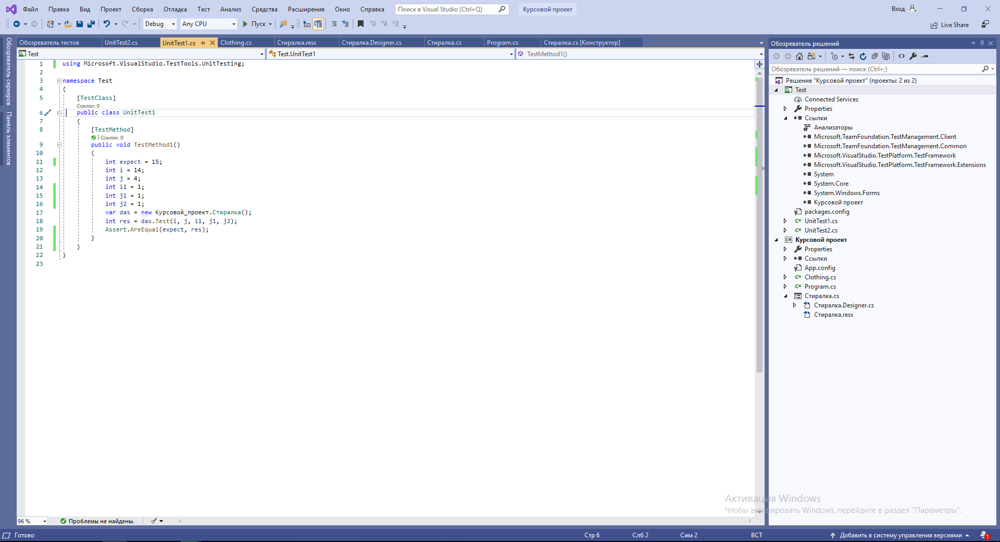 Файл Правка Вид Проект Сборка Отладка Тест Анализ Средства Расширения Окно Справка Поиск в Visual Studio (Ctrl+Q) Курсовой проект Вход
Debug Any CPU Пуск Live Share
Обозреватель серверов
Панель элементов
Обозреватель тестов UnitTest2.cs UnitTest1.cs Clothing.cs Стиралка.resx Стиралка.Designer.cs Стиралка.cs Program.cs Стиралка.cs [Конструктор]
Test Test.UnitTest1 TestMethod1()
1 using Microsoft.VisualStudio.TestTools.UnitTesting;
2
3 namespace Test
4 {
5 [TestClass]
Ссылок: 0
6 public class UnitTest1
7 {
8 [TestMethod]
| Ссылок: 0
9 public void TestMethod1()
10 {
11 int expect = 15;
12 int i = 14;
13 int j = 4;
14 int i1 = 1;
15 int j1 = 1;
16 int j2 = 1;
17 var das = new Курсовой_проект.Стиралка();
18 int res = das.Test(i, j, i1, j1, j2);
19 Assert.AreEqual(expect, res);
20 }
21 }
22 }
23
96 % Проблемы не найдены.
Обозреватель решений
Обозреватель решений — поиск (Ctrl+;)
Решение "Курсовой проект" (проекты: 2 из 2)
Test
Connected Services
Properties
Ссылки
Анализаторы
Microsoft.TeamFoundation.TestManagement.Client
Microsoft.TeamFoundation.TestManagement.Common
Microsoft.VisualStudio.TestPlatform.TestFramework
Microsoft.VisualStudio.TestPlatform.TestFramework.Extensions
System
System.Core
System.Windows.Forms
Курсовой проект
packages.config
C# UnitTest1.cs
C# UnitTest2.cs
C# Курсовой проект
Properties
Ссылки
App.config
C# Clothing.cs
C# Program.cs
Стиралка.cs
Стиралка.Designer.cs
Стиралка.resx
Активация Windows
Чтобы активировать Windows, перейдите в раздел "Параметры".
Готово Стр 6 Слб 2 Сим 2 ВСТ Добавить в систему управления версиями 1